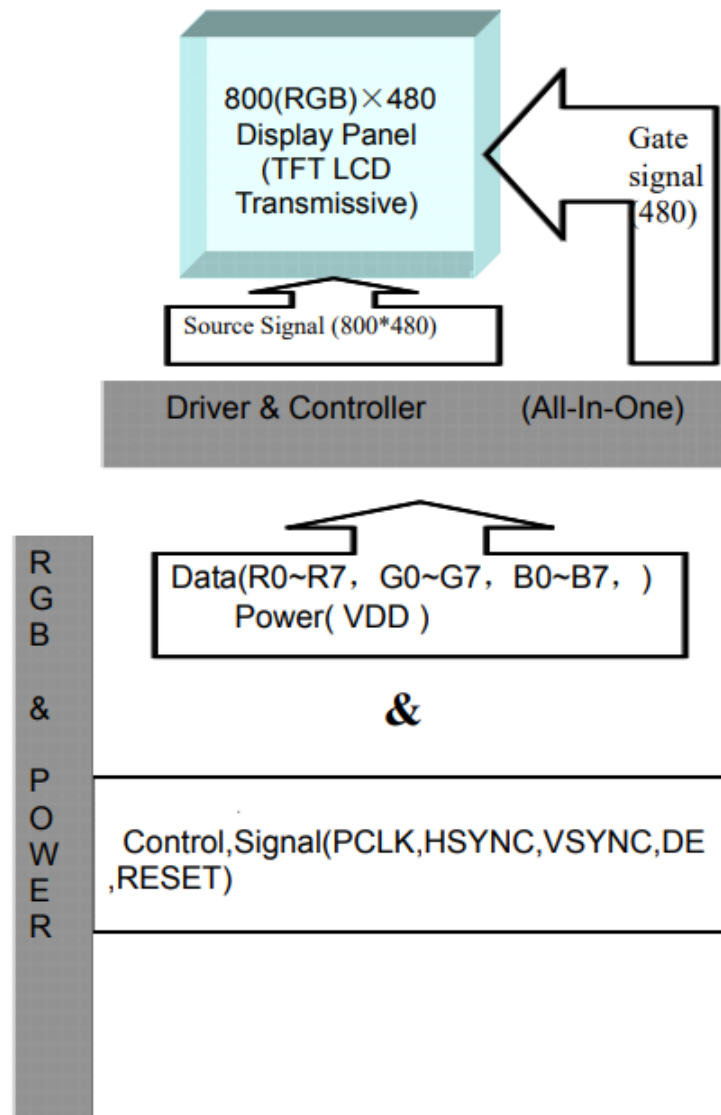 800(RGB)×480
Display Panel
(TFT LCD
Transmissive)
Gate
signal
(480)
Source Signal (800*480)
Driver & Controller (All-In-One)
R
G
B
&
P
O
W
E
R
Data(R0~R7，G0~G7，B0~B7，)
Power( VDD )
&
Control,Signal(PCLK,HSYNC,VSYNC,DE
,RESET)